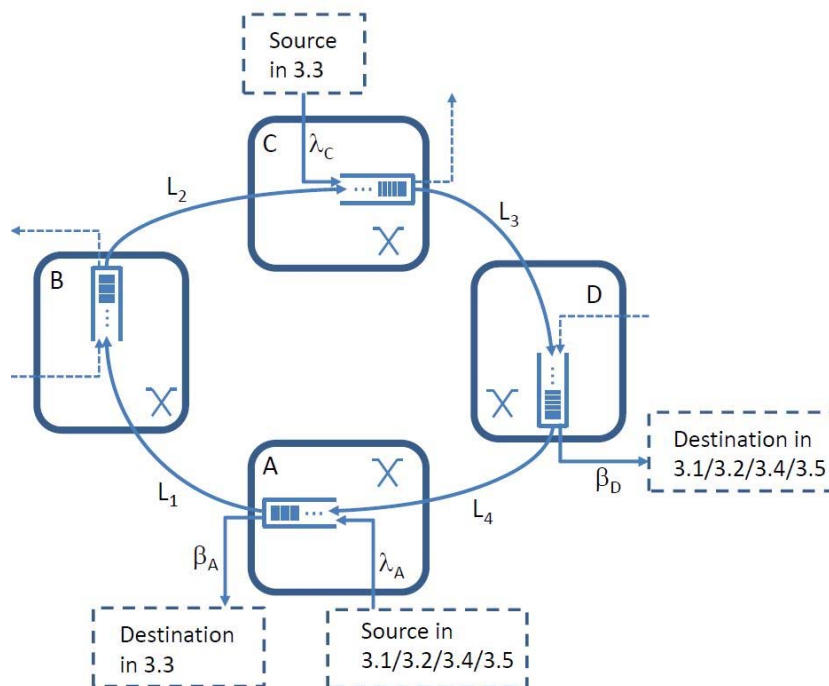 Source
in 3.3
C
λC
L2
L3
B
D
A
Destination in
3.1/3.2/3.4/3.5
βD
L1
L4
βA
λA
Destination
in 3.3
Source in
3.1/3.2/3.4/3.5